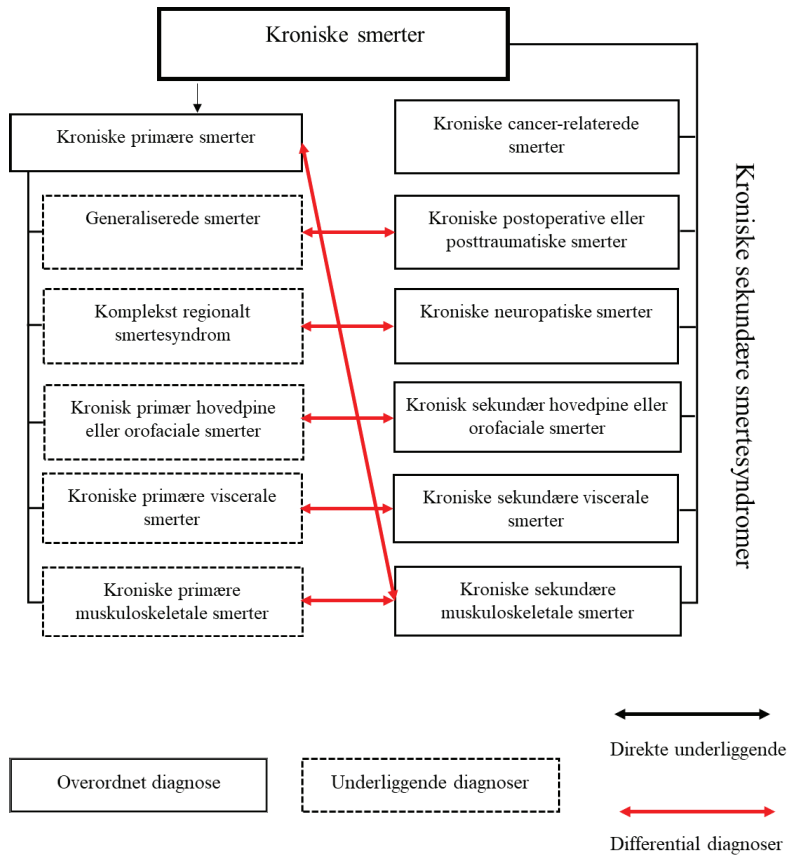 Kroniske smerter
Kroniske primære smerter
Generaliserede smerter
Komplekst regionalt
smertesyndrom
Kronisk primær hovedpine
eller orofaciale smerter
Kroniske primære viscerale
smerter
Kroniske primære
muskuloskeletale smerter
Kroniske cancer-relaterede
smerter
Kroniske postoperative eller
posttraumatiske smerter
Kroniske neuropatiske smerter
Kronisk sekundær hovedpine eller
orofaciale smerter
Kroniske sekundære viscerale
smerter
Kroniske sekundære
muskuloskeletale smerter
Kroniske sekundære smertesyndromer
Overordnet diagnose
Underliggende diagnoser
Direkte underliggende
Differential diagnoser